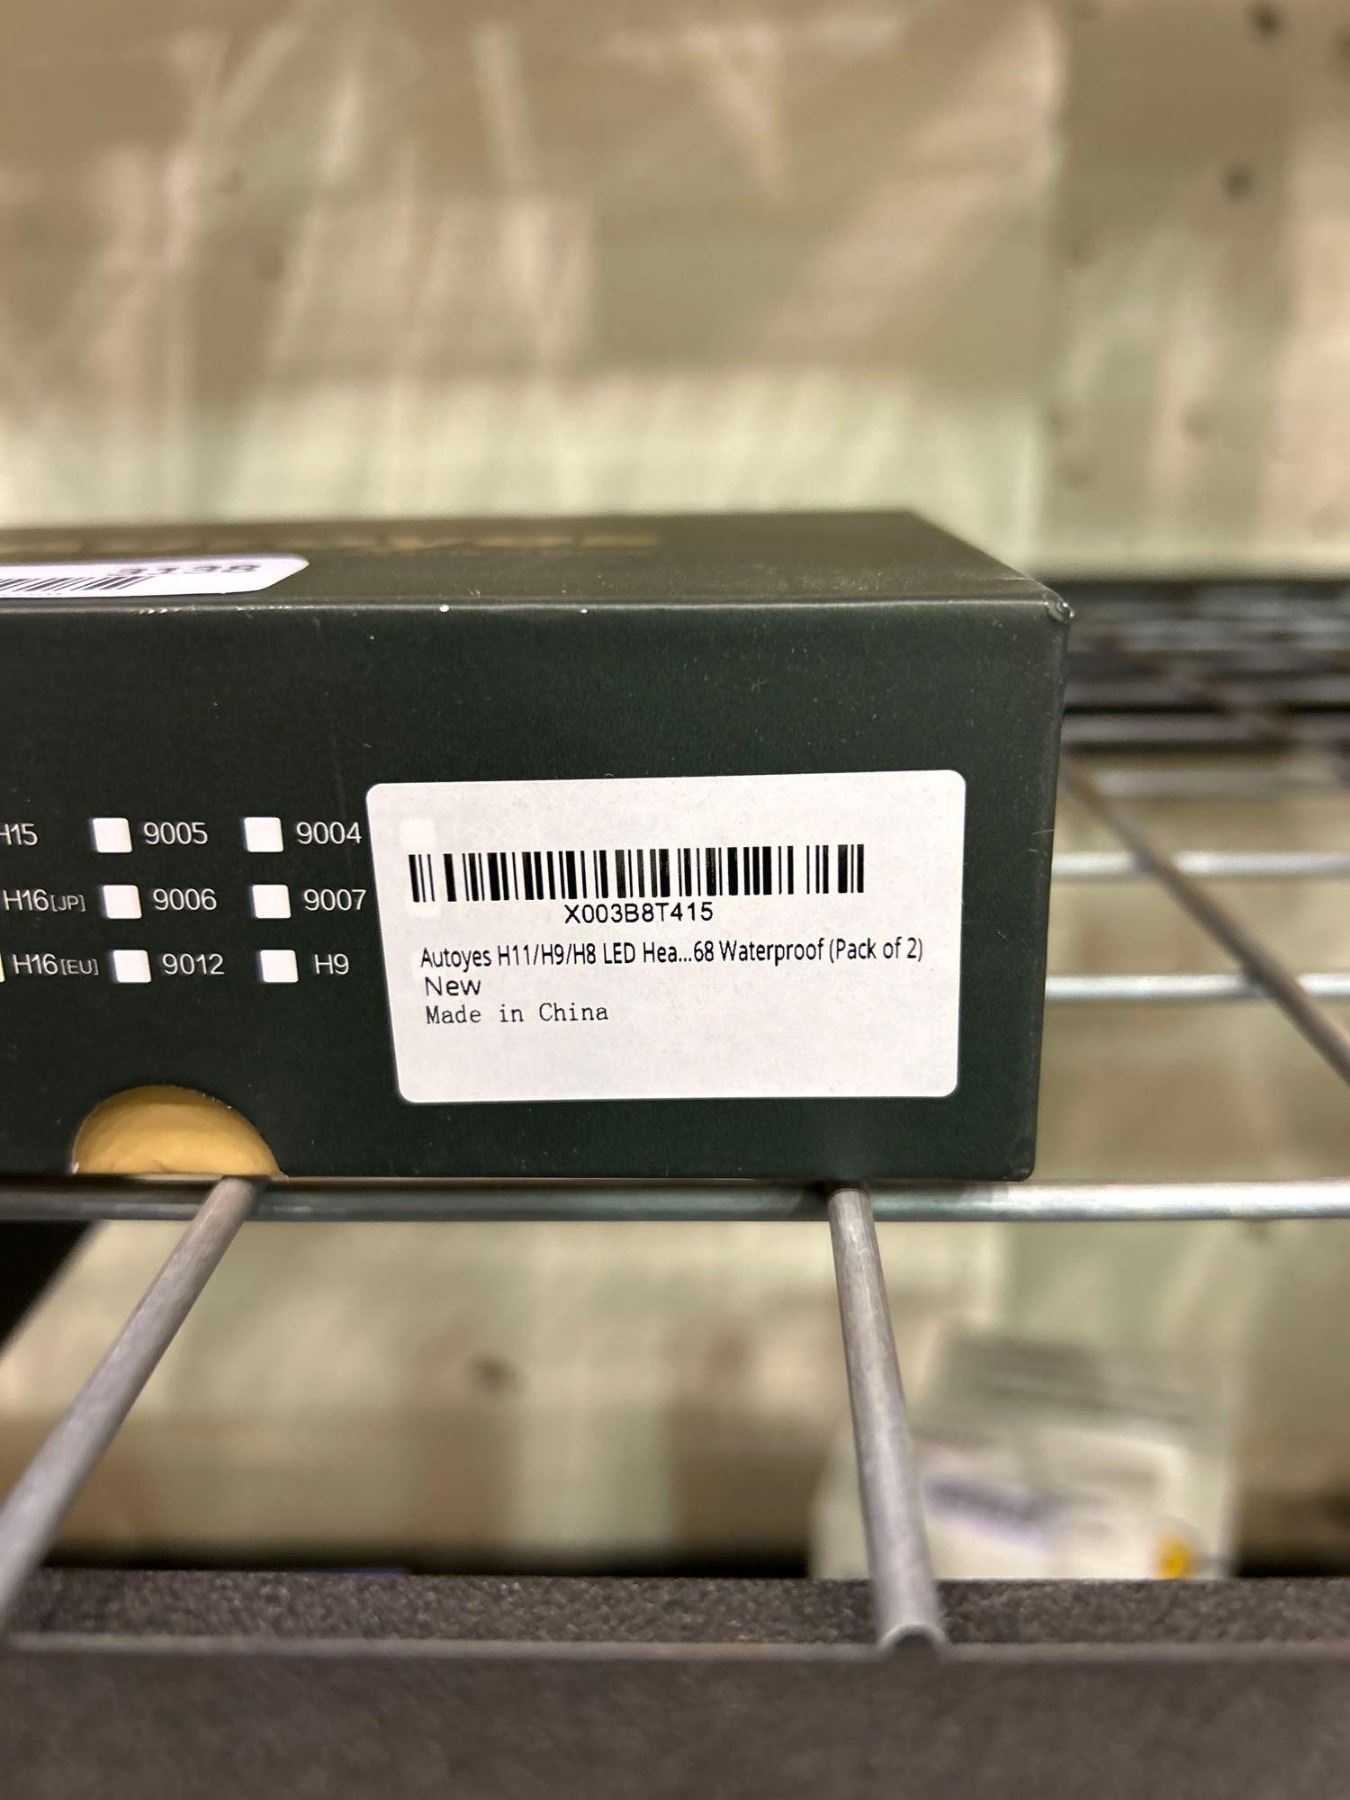 3138
H15 9005 9004
H16[JP] 9006 9007
H16[EU] 9012 H9
X003B8T415
Autoyes H11/H9/H8 LED Hea...68 Waterproof (Pack of 2)
New
Made in China